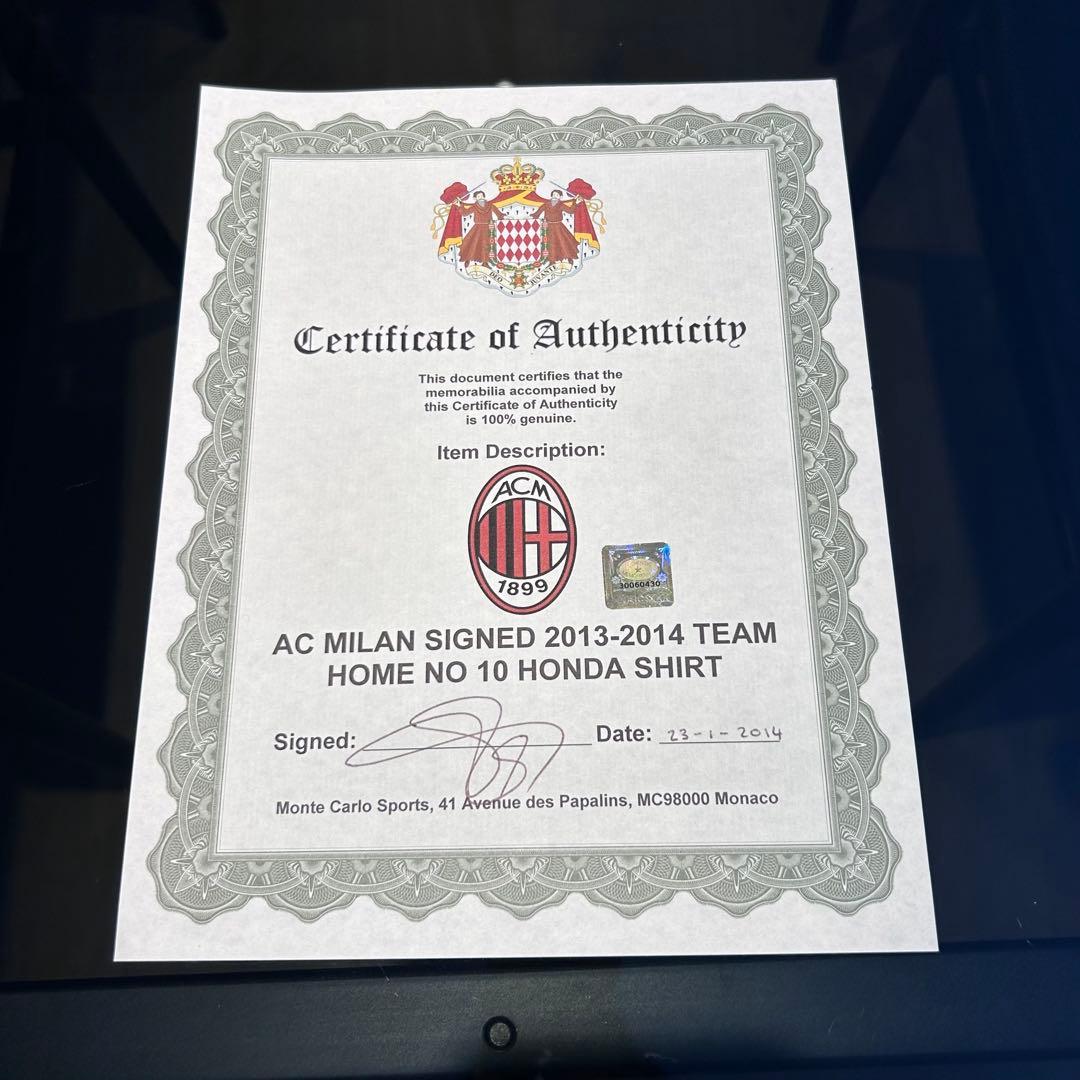 DEO JUVANTE
Certificate of Authenticity
This document certifies that the
memorabilia accompanied by
this Certificate of Authenticity
is 100% genuine.
Item Description:
ACM
1899
30060430
AC MILAN SIGNED 2013-2014 TEAM
HOME NO 10 HONDA SHIRT
Signed: Date: 23-1-2014
Monte Carlo Sports, 41 Avenue des Papalins, MC98000 Monaco